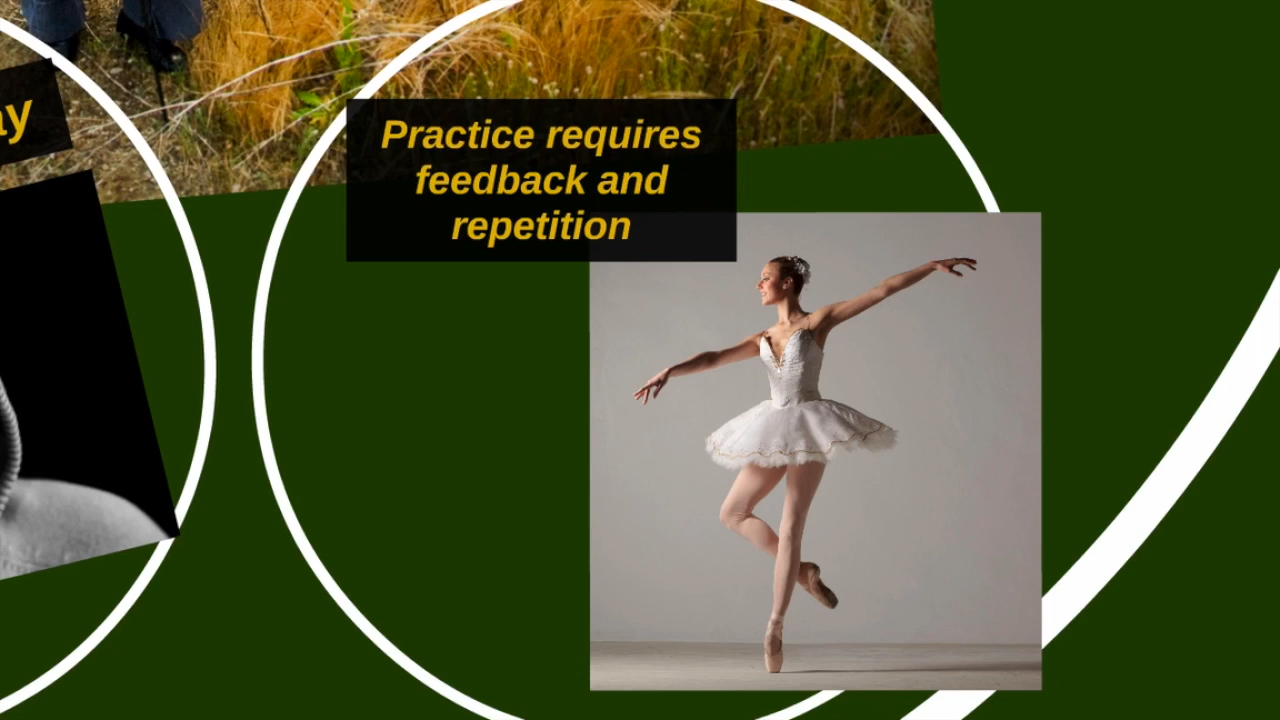 Practice requires
feedback and
repetition